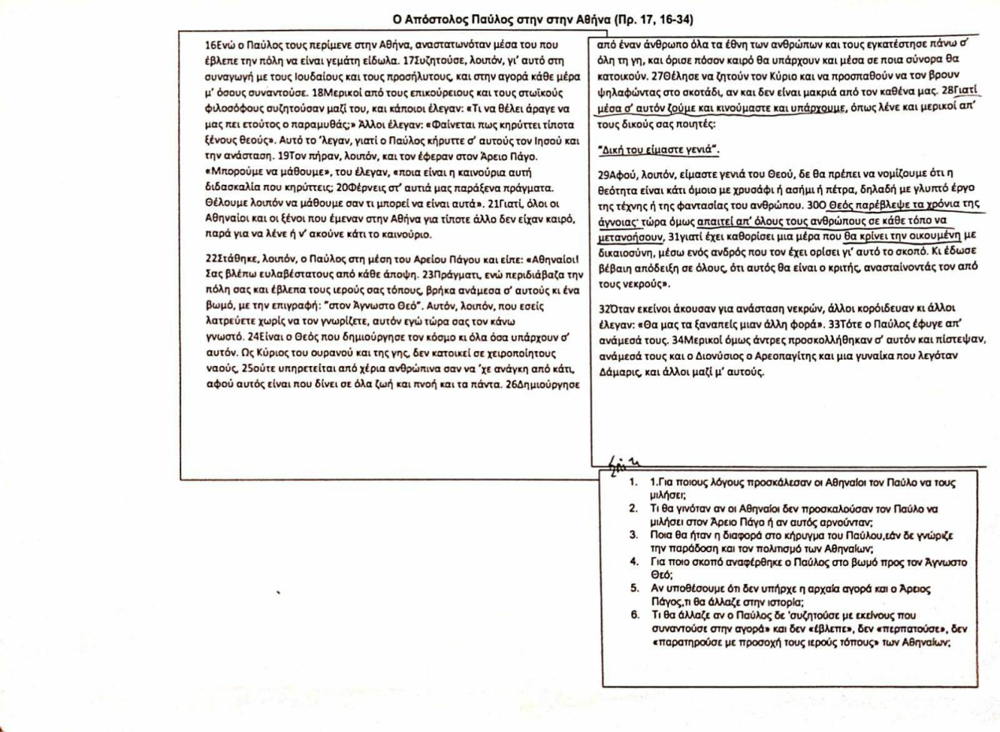 Ο Απόστολος Παύλος στην στην Αθήνα (Πρ. 17, 16-34)
16Ενώ ο Παύλος τους περίμενε στην Αθήνα, αναστατωνόταν μέσα του που
έβλεπε την πόλη να είναι γεμάτη είδωλα. 17Συζητούσε, λοιπόν, γι' αυτό στη
συναγωγή με τους Ιουδαίους και τους προσήλυτους, και στην αγορά κάθε μέρα
μ' όσους συναντούσε. 18Μερικοί από τους επικούρειους και τους στωϊκούς
φιλοσόφους συζητούσαν μαζί του, και κάποιοι έλεγαν: «Τι να θέλει άραγε να
μας πει ετούτος ο παραμυθάς;» Άλλοι έλεγαν: «Φαίνεται πως κηρύττει τίποτα
ξένους θεούς». Αυτό το 'λεγαν, γιατί ο Παύλος κήρυττε σ' αυτούς τον Ιησού και
την ανάσταση. 19Τον πήραν, λοιπόν, και τον έφεραν στον Άρειο Πάγο.
«Μπορούμε να μάθουμε», του έλεγαν, «ποια είναι η καινούρια αυτή
διδασκαλία που κηρύττεις; 20Φέρνεις στ' αυτιά μας παράξενα πράγματα.
Θέλουμε λοιπόν να μάθουμε σαν τι μπορεί να είναι αυτά». 21Γιατί, όλοι οι
Αθηναίοι και οι ξένοι που έμεναν στην Αθήνα για τίποτε άλλο δεν είχαν καιρό,
παρά για να λένε ή ν' ακούνε κάτι το καινούριο.
22Στάθηκε, λοιπόν, ο Παύλος στη μέση του Αρείου Πάγου και είπε: «Αθηναίοι!
Σας βλέπω ευλαβέστατους από κάθε άποψη. 23Πράγματι, ενώ περιδιάβαζα την
πόλη σας και έβλεπα τους ιερούς σας τόπους, βρήκα ανάμεσα σ' αυτούς κι ένα
βωμό, με την επιγραφή: "στον Άγνωστο Θεό". Αυτόν, λοιπόν, που εσείς
λατρεύετε χωρίς να τον γνωρίζετε, αυτόν εγώ τώρα σας τον κάνω
γνωστό. 24Είναι ο Θεός που δημιούργησε τον κόσμο κι όλα όσα υπάρχουν σ'
αυτόν. Ως Κύριος του ουρανού και της γης, δεν κατοικεί σε χειροποίητους
ναούς, 25ούτε υπηρετείται από χέρια ανθρώπινα σαν να 'χε ανάγκη από κάτι,
αφού αυτός είναι που δίνει σε όλα ζωή και πνοή και τα πάντα. 26Δημιούργησε
από έναν άνθρωπο όλα τα έθνη των ανθρώπων και τους εγκατέστησε πάνω σ'
όλη τη γη, και όρισε πόσον καιρό θα υπάρχουν και μέσα σε ποια σύνορα θα
κατοικούν. 27Θέλησε να ζητούν τον Κύριο και να προσπαθούν να τον βρουν
ψηλαφώντας στο σκοτάδι, αν και δεν είναι μακριά από τον καθένα μας. 28Γιατί
μέσα σ' αυτόν ζούμε και κινούμαστε και υπάρχουμε, όπως λένε και μερικοί απ'
τους δικούς σας ποιητές:
"Δική του είμαστε γενιά".
29Αφού, λοιπόν, είμαστε γενιά του Θεού, δε θα πρέπει να νομίζουμε ότι η
θεότητα είναι κάτι όμοιο με χρυσάφι ή ασήμι ή πέτρα, δηλαδή με γλυπτό έργο
της τέχνης ή της φαντασίας του ανθρώπου. 30Ο Θεός παρέβλεψε τα χρόνια της
άγνοιας· τώρα όμως απαιτεί απ' όλους τους ανθρώπους σε κάθε τόπο να
μετανοήσουν, 31γιατί έχει καθορίσει μια μέρα που θα κρίνει την οικουμένη με
δικαιοσύνη, μέσω ενός ανδρός που τον έχει ορίσει γι' αυτό το σκοπό. Κι έδωσε
βέβαιη απόδειξη σε όλους, ότι αυτός θα είναι ο κριτής, ανασταίνοντάς τον από
τους νεκρούς».
32Όταν εκείνοι άκουσαν για ανάσταση νεκρών, άλλοι κορόιδευαν κι άλλοι
έλεγαν: «Θα μας τα ξαναπείς μιαν άλλη φορά». 33Τότε ο Παύλος έφυγε απ'
ανάμεσά τους. 34Μερικοί όμως άντρες προσκολλήθηκαν σ' αυτόν και πίστεψαν,
ανάμεσά τους και ο Διονύσιος ο Αρεοπαγίτης και μια γυναίκα που λεγόταν
Δάμαρις, και άλλοι μαζί μ' αυτούς.
1. 1.Για ποιους λόγους προσκάλεσαν οι Αθηναίοι τον Παύλο να τους
μιλήσει;
2. Τι θα γινόταν αν οι Αθηναίοι δεν προσκαλούσαν τον Παύλο να
μιλήσει στον Άρειο Πάγο ή αν αυτός αρνούνταν;
3. Ποια θα ήταν η διαφορά στο κήρυγμα του Παύλου,εάν δε γνώριζε
την παράδοση και τον πολιτισμό των Αθηναίων;
4. Για ποιο σκοπό αναφέρθηκε ο Παύλος στο βωμό προς τον Άγνωστο
Θεό;
5. Αν υποθέσουμε ότι δεν υπήρχε η αρχαία αγορά και ο Άρειος
Πάγος,τι θα άλλαζε στην ιστορία;
6. Τι θα άλλαζε αν ο Παύλος δε 'συζητούσε με εκείνους που
συναντούσε στην αγορά» και δεν «έβλεπε», δεν «περπατούσε», δεν
«παρατηρούσε με προσοχή τους ιερούς τόπους» των Αθηναίων;